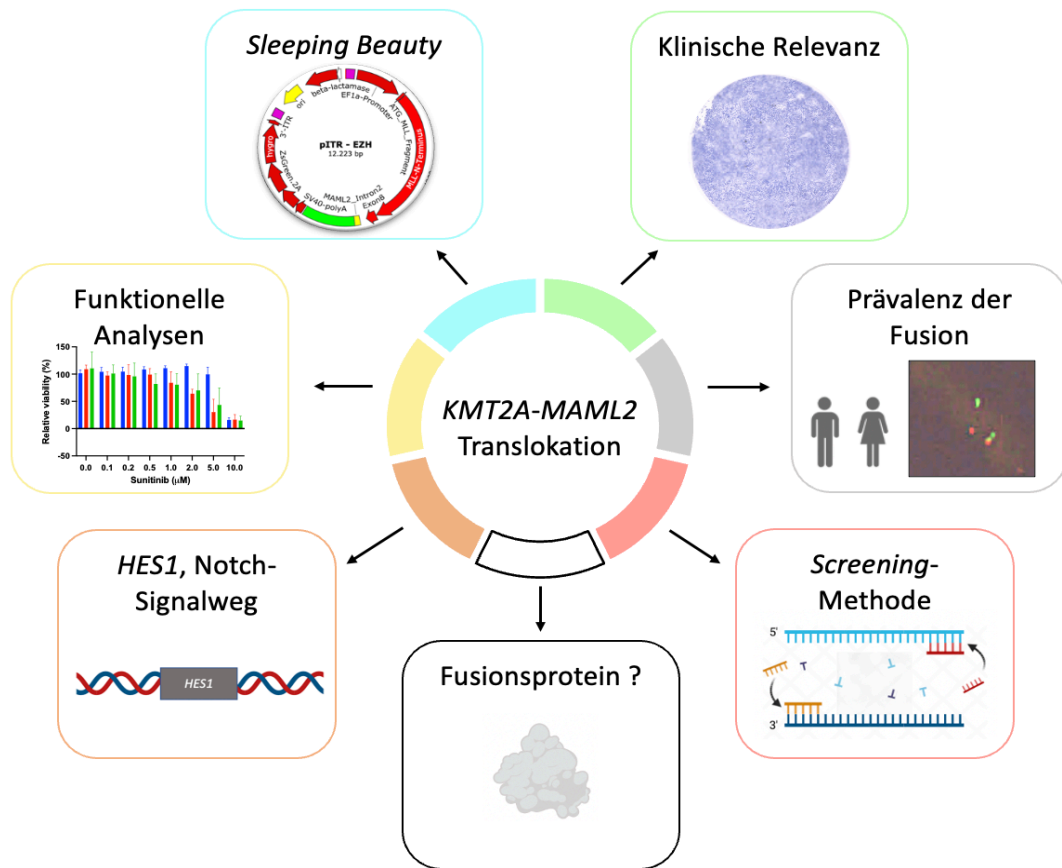 Sleeping Beauty
beta-lactamase
EF1a-Promoter
ATG_MLL_Fragment
MLL-N-Terminus
Exon8
MAML2_Intron2
SV40-polyA
ZsGreen.2A
hygro
3'-ITR
ori
pITR - EZH
12.223 bp
Klinische Relevanz
Funktionelle
Analysen
Relative viability (%)
150
100
50
0
-50
0.0 0.1 0.2 0.5 1.0 2.0 5.0 10.0
Sunitinib (μM)
KMT2A-MAML2
Translokation
Prävalenz der
Fusion
HES1, Notch-
Signalweg
HES1
Fusionsprotein ?
Screening-
Methode
5'
3'